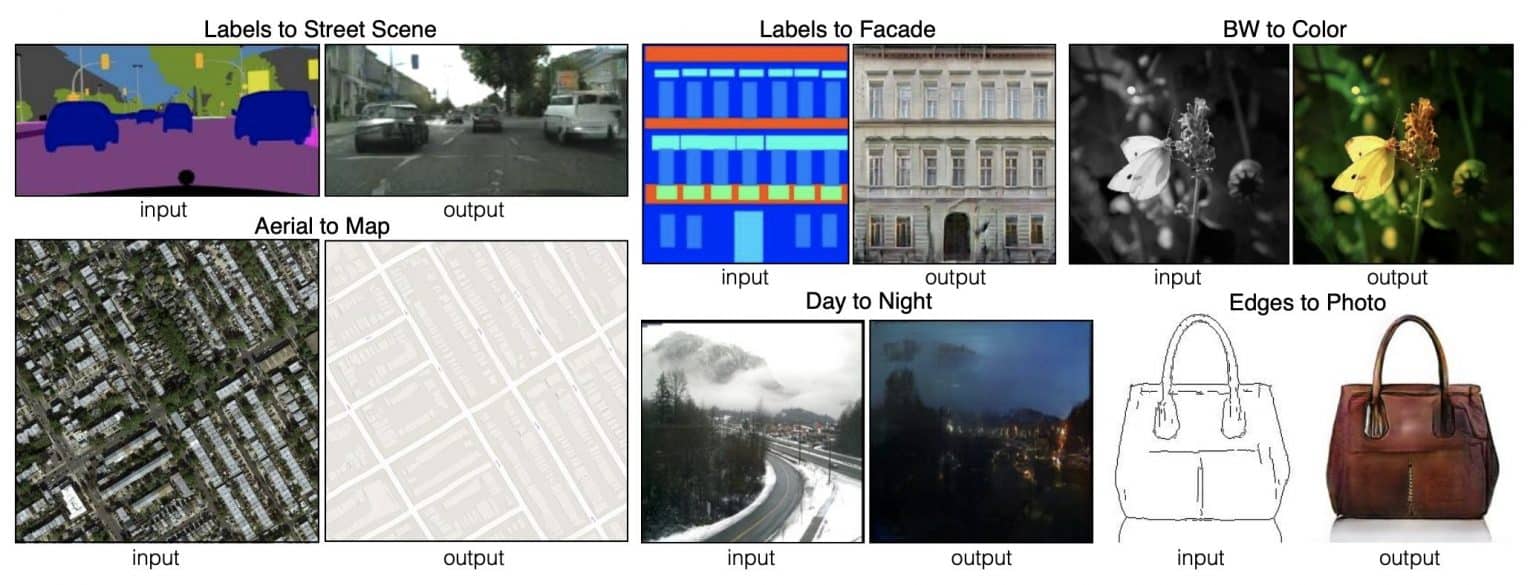 Labels to Street Scene
input
output
Aerial to Map
input
output
Labels to Facade
input
output
Day to Night
input
output
BW to Color
input
output
Edges to Photo
input
output